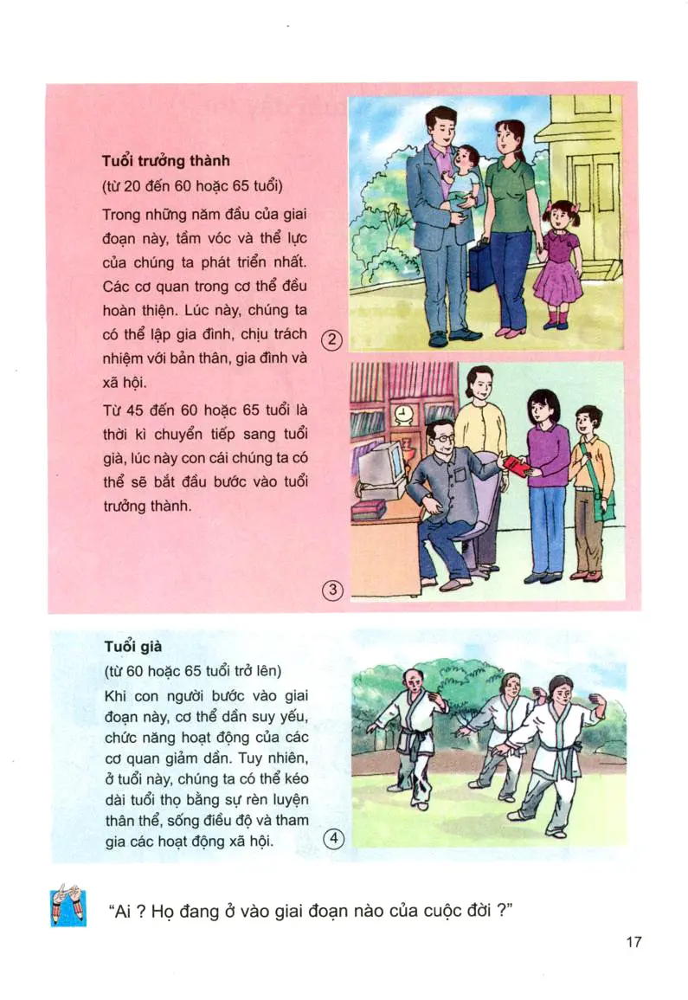 Tuổi trưởng thành
(từ 20 đến 60 hoặc 65 tuổi)
Trong những năm đầu của giai
đoạn này, tầm vóc và thể lực
của chúng ta phát triển nhất.
Các cơ quan trong cơ thể đều
hoàn thiện. Lúc này, chúng ta
có thể lập gia đình, chịu trách
nhiệm với bản thân, gia đình và
xã hội.
2
Từ 45 đến 60 hoặc 65 tuổi là
thời kì chuyển tiếp sang tuổi
già, lúc này con cái chúng ta có
thể sẽ bắt đầu bước vào tuổi
trưởng thành.
3
Tuổi già
(từ 60 hoặc 65 tuổi trở lên)
Khi con người bước vào giai
đoạn này, cơ thể dần suy yếu,
chức năng hoạt động của các
cơ quan giảm dần. Tuy nhiên,
ở tuổi này, chúng ta có thể kéo
dài tuổi thọ bằng sự rèn luyện
thân thể, sống điều độ và tham
gia các hoạt động xã hội.
4
“Ai ? Họ đang ở vào giai đoạn nào của cuộc đời ?”
17